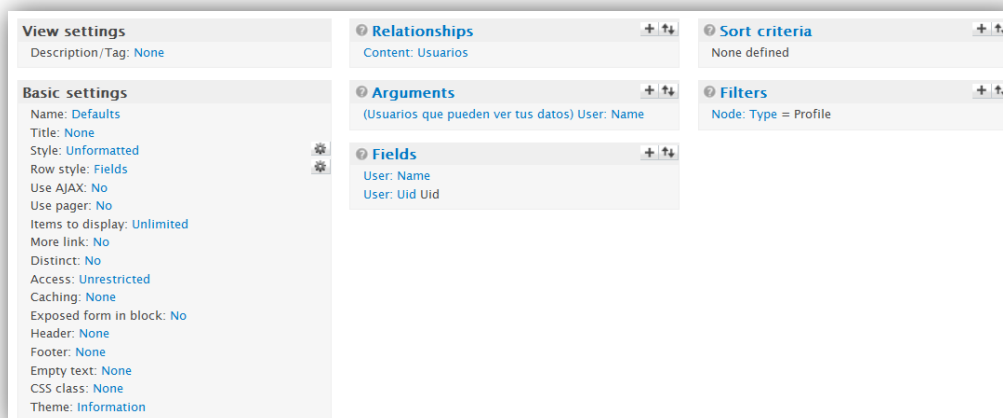 View settings
Description/Tag: None
Basic settings
Name: Defaults
Title: None
Style: Unformatted
Row style: Fields
Use AJAX: No
Use pager: No
Items to display: Unlimited
More link: No
Distinct: No
Access: Unrestricted
Caching: None
Exposed form in block: No
Header: None
Footer: None
Empty text: None
CSS class: None
Theme: Information
Relationships
Content: Usuarios
Arguments
(Usuarios que pueden ver tus datos) User: Name
Fields
User: Name
User: Uid Uid
Sort criteria
None defined
Filters
Node: Type = Profile